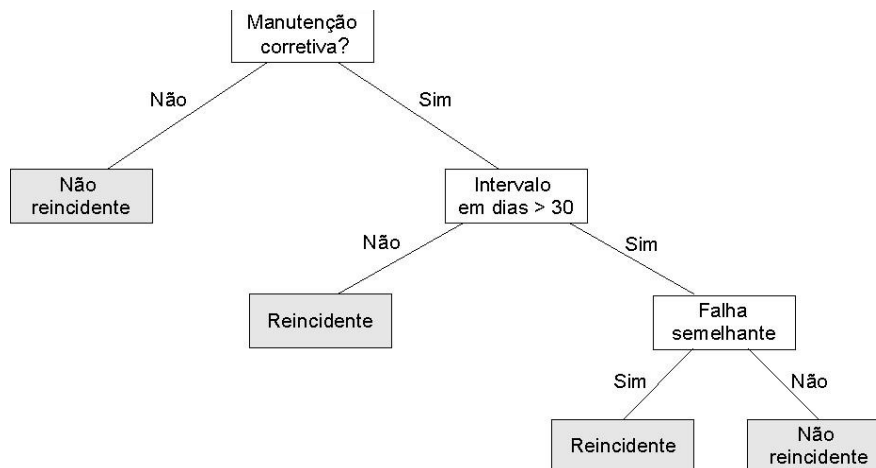 Manutenção
corretiva?
Não
Sim
Não
reincidente
Intervalo
em dias > 30
Não
Sim
Reincidente
Falha
semelhante
Sim
Não
Reincidente
Não
reincidente